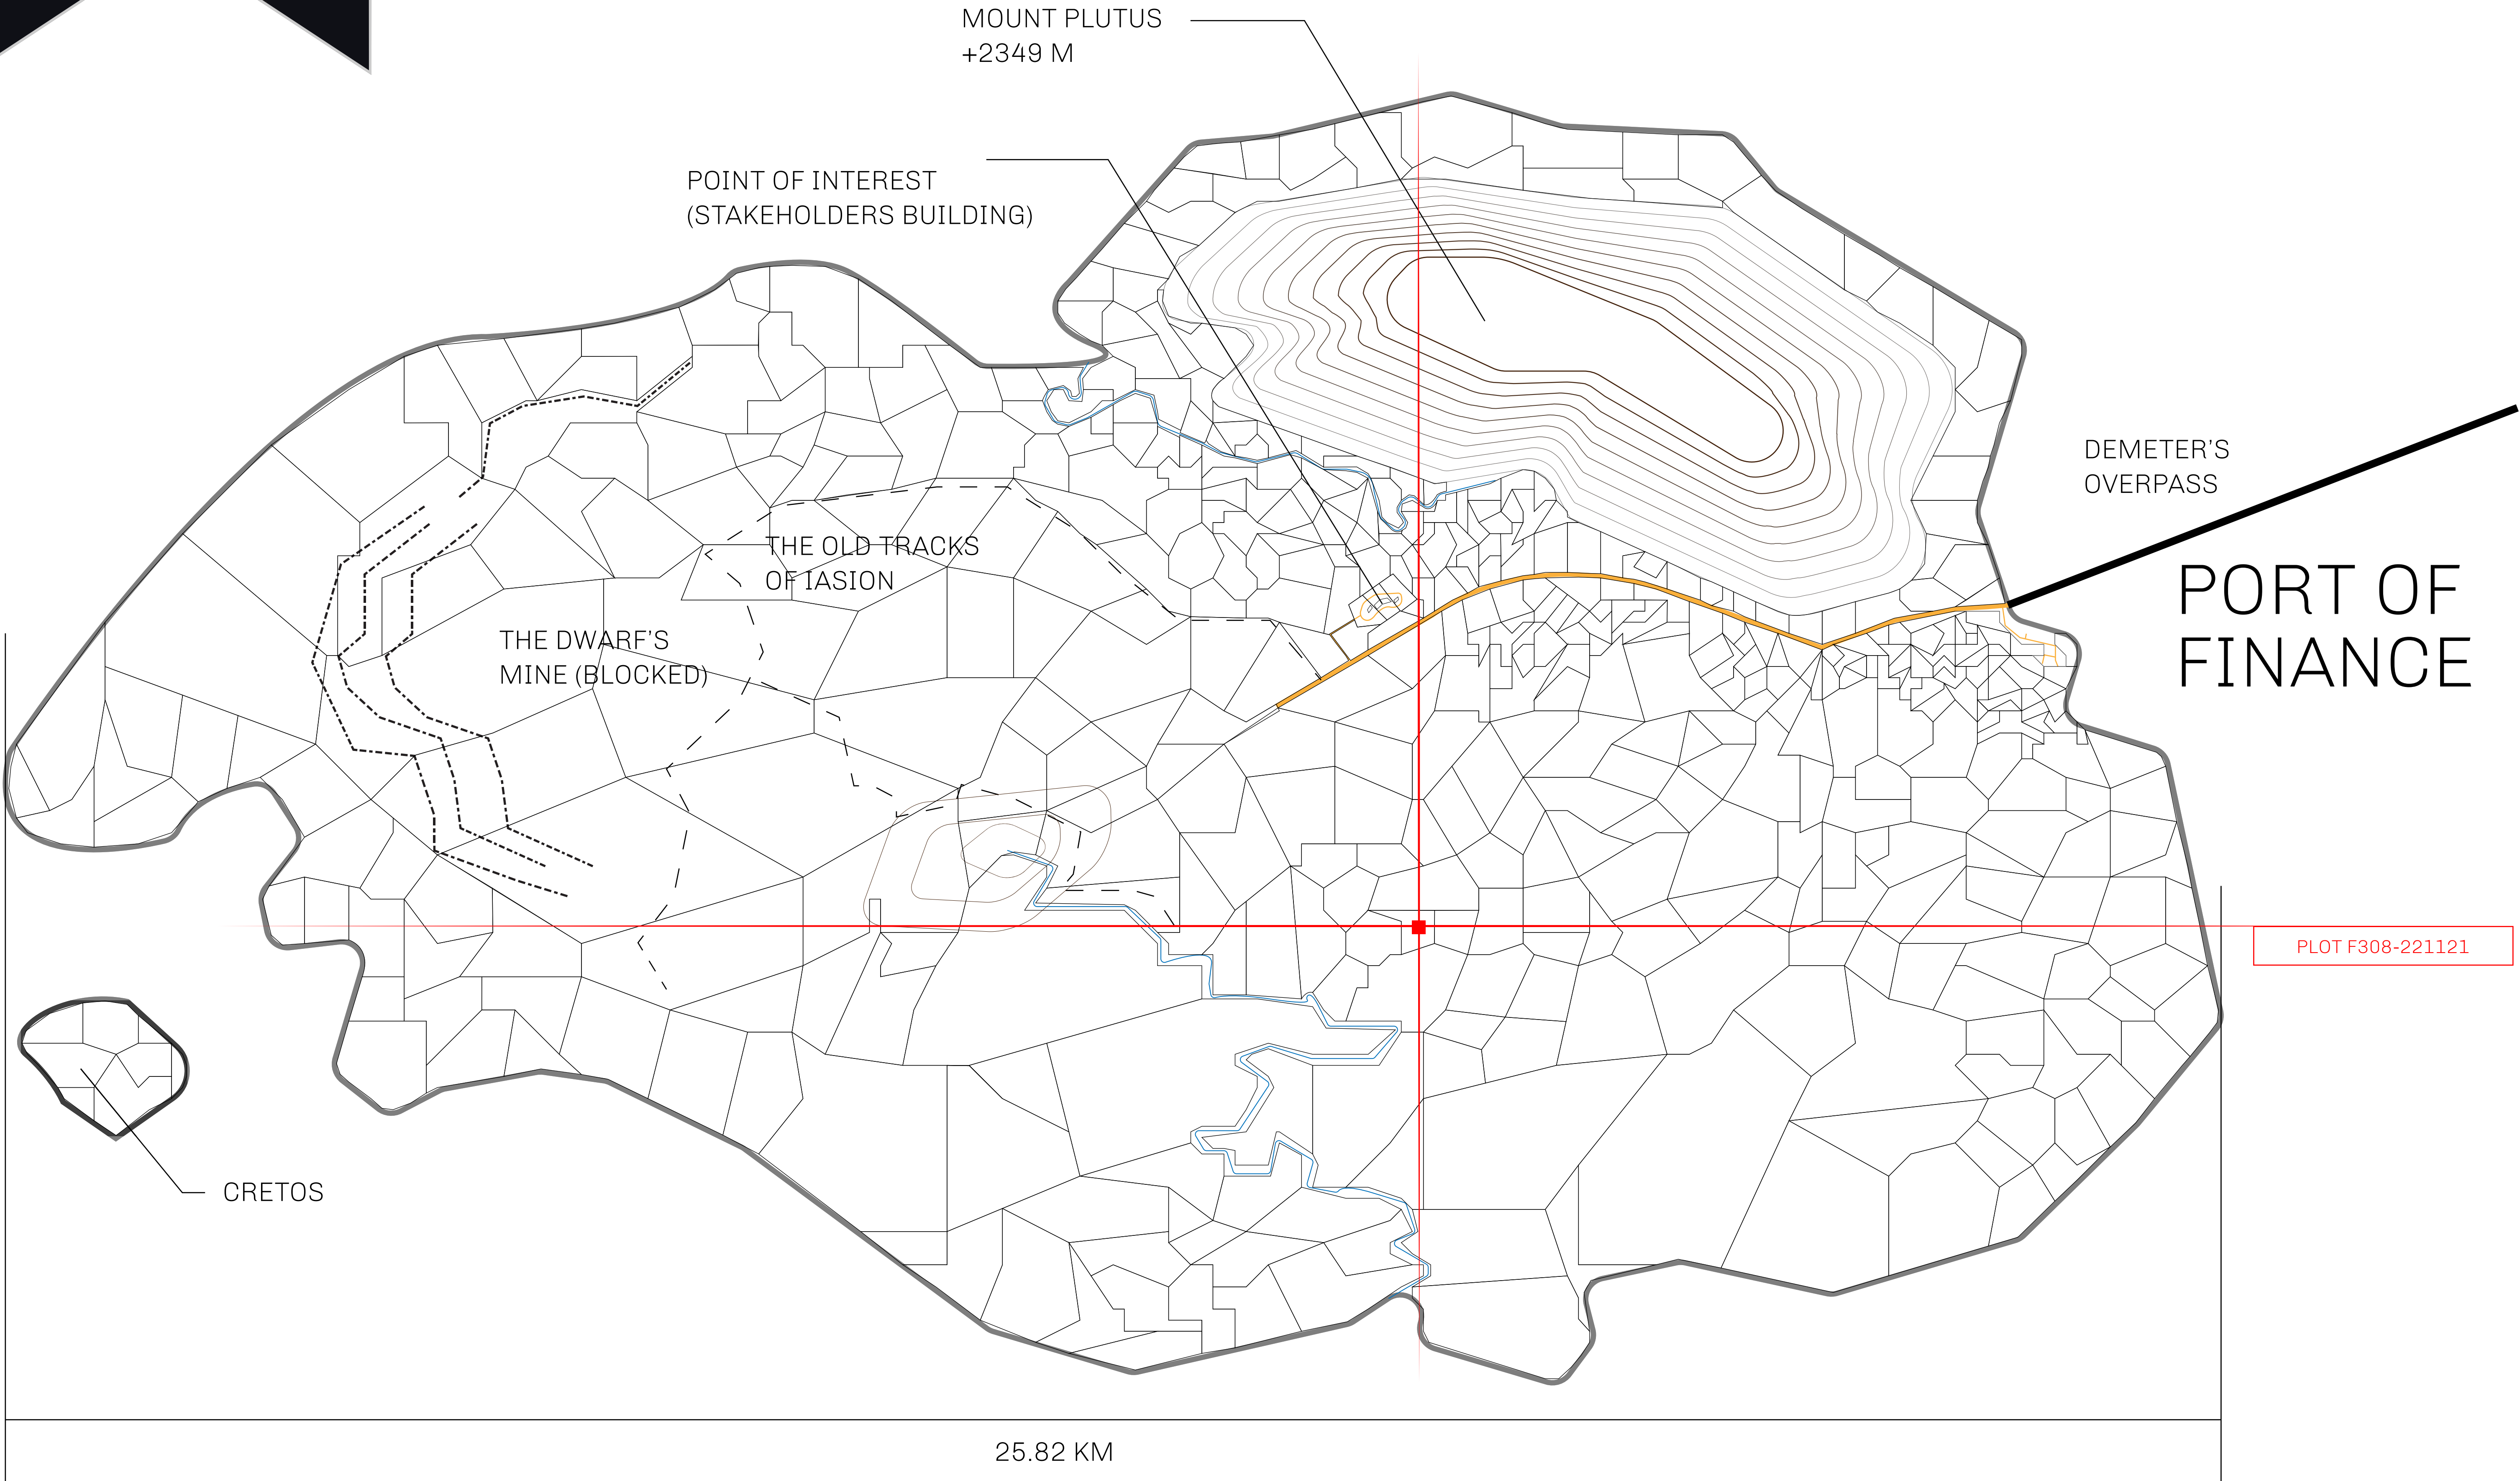 MOUNT PLUTUS
+2349 M
POINT OF INTEREST
(STAKEHOLDERS BUILDING)
DEMETER'S
OVERPASS
THE OLD TRACKS
OF IASION
PORT OF
FINANCE
THE DWARF'S
MINE (BLOCKED)
PLOT F308-221121
CRETOS
25.82 KM